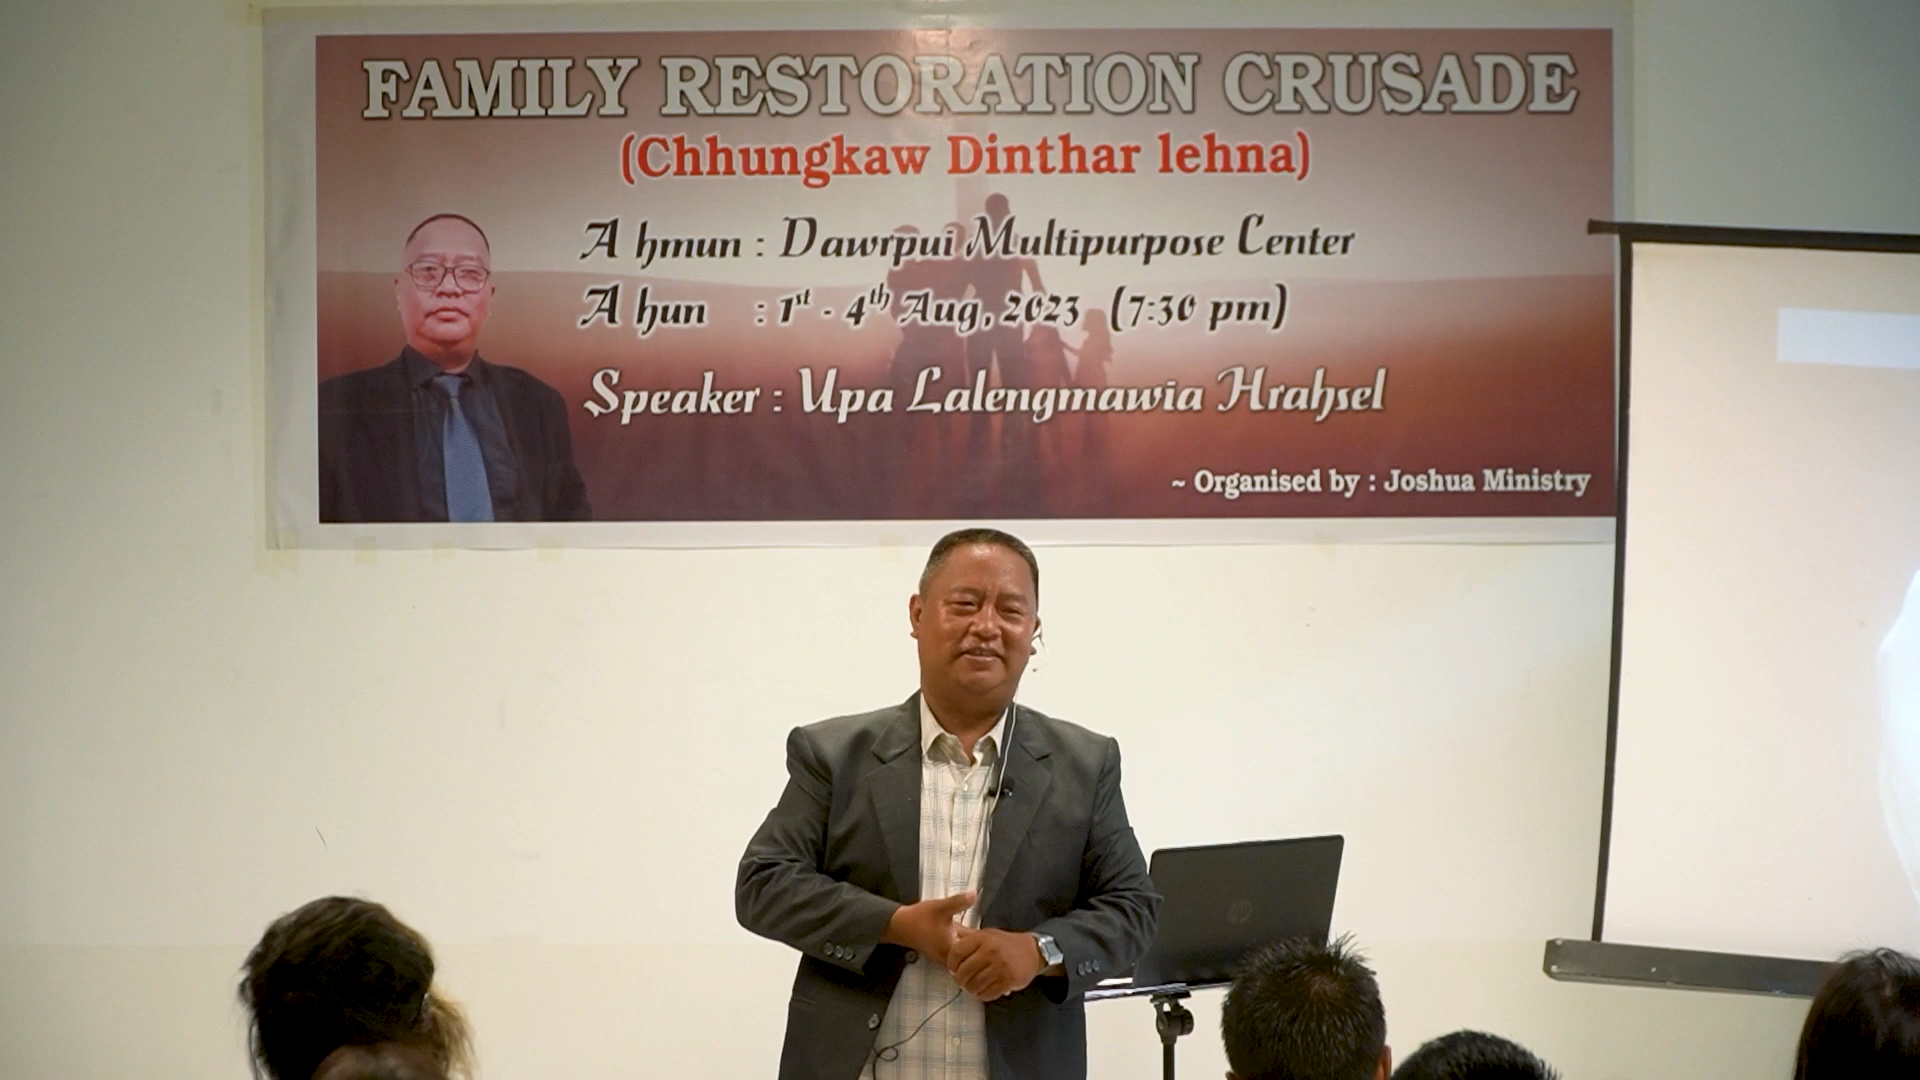 FAMILY RESTORATION CRUSADE
(Chhungkaw Dinthar lehna)
A hmun : Dawrpui Multipurpose Center
A hun : 1st - 4th Aug, 2023 (7:30 pm)
Speaker : Upa Lalengmawia Hrahsel
~ Organised by : Joshua Ministry
hp